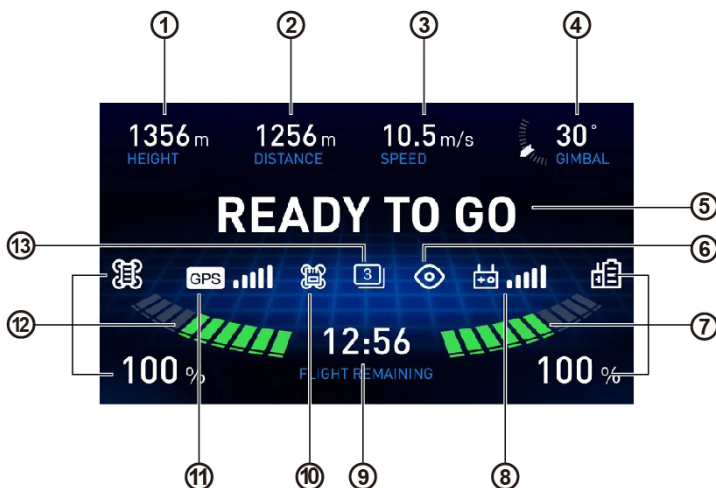 ① ② ③ ④
1356 m 1256 m 10.5 m/s 30°
HEIGHT DISTANCE SPEED GIMBAL
READY TO GO ⑤
⑬ ⑥
GPS 3
⑫ ⑦
12:56
100 % FLIGHT REMAINING 100 %
⑪ ⑩ ⑨ ⑧